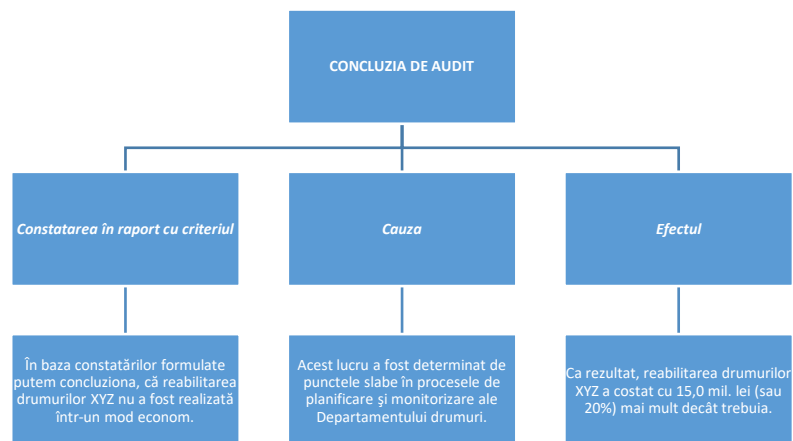 CONCLUZIA DE AUDIT
Constatarea în raport cu criteriul
Cauza
Efectul
În baza constatărilor formulate
putem concluziona, că reabilitarea
drumurilor XYZ nu a fost realizată
într-un mod econom.
Acest lucru a fost determinat de
punctele slabe în procesele de
planificare şi monitorizare ale
Departamentului drumuri.
Ca rezultat, reabilitarea drumurilor
XYZ a costat cu 15,0 mil. lei (sau
20%) mai mult decât trebuia.